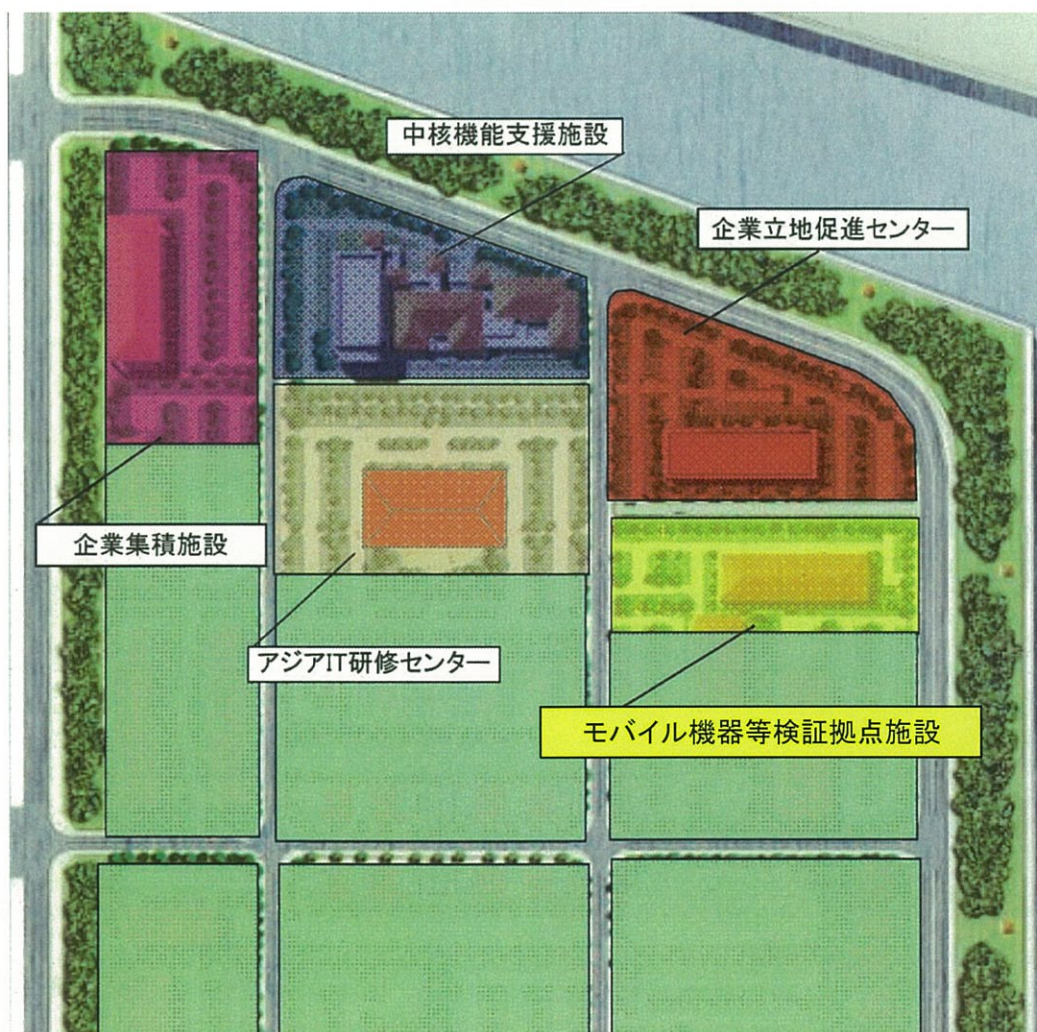 中核機能支援施設
企業立地促進センター
企業集積施設
アジアIT研修センター
モバイル機器等検証拠点施設